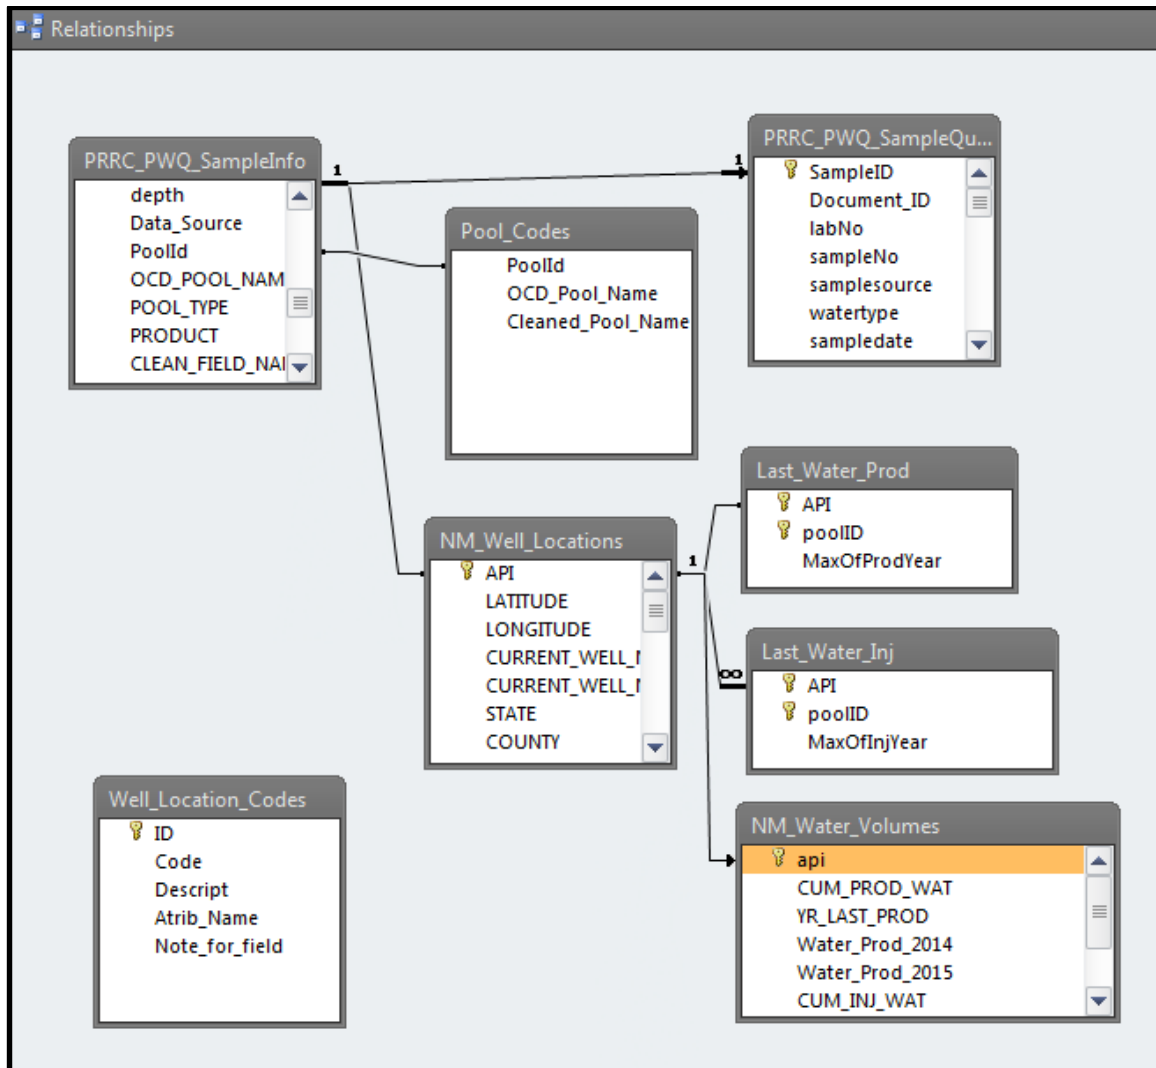 Relationships
PRRC_PWQ_SampleInfo
depth
Data_Source
PoolId
OCD_POOL_NAM
POOL_TYPE
PRODUCT
CLEAN_FIELD_NAI
1
1
Pool_Codes
PoolId
OCD_Pool_Name
Cleaned_Pool_Name
PRRC_PWQ_SampleQu...
SampleID
Document_ID
labNo
sampleNo
samplesource
watertype
sampledate
NM_Well_Locations
API
LATITUDE
LONGITUDE
CURRENT_WELL_N
CURRENT_WELL_N
STATE
COUNTY
1
∞
Last_Water_Prod
API
poolID
MaxOfProdYear
Last_Water_Inj
API
poolID
MaxOfInjYear
Well_Location_Codes
ID
Code
Descript
Atrib_Name
Note_for_field
NM_Water_Volumes
api
CUM_PROD_WAT
YR_LAST_PROD
Water_Prod_2014
Water_Prod_2015
CUM_INJ_WAT